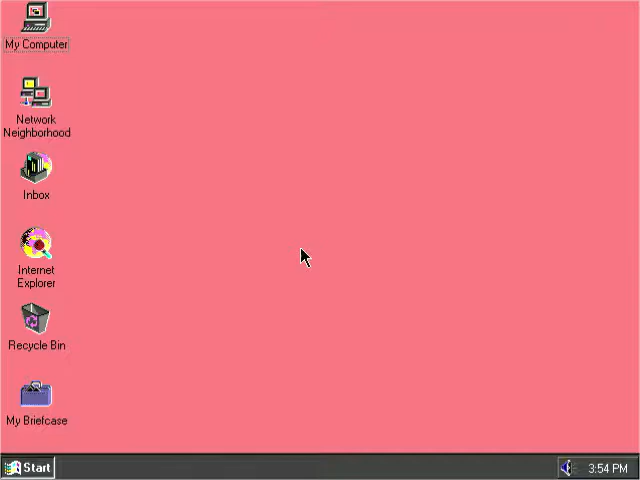 My Computer
Network
Neighborhood
Inbox
Internet
Explorer
Recycle Bin
My Briefcase
Start
3:54 PM